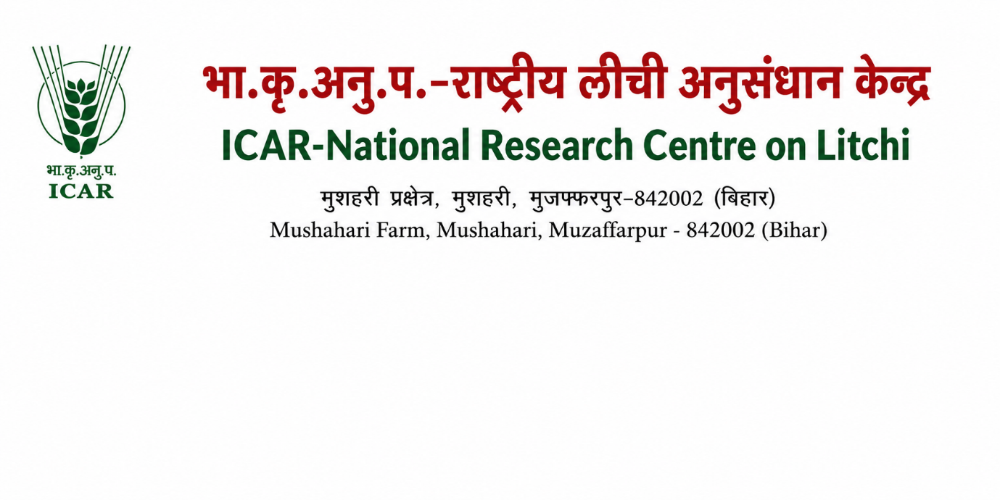 भा.कृ.अनु.प.
ICAR
भा.कृ.अनु.प.-राष्ट्रीय लीची अनुसंधान केन्द्र
ICAR-National Research Centre on Litchi
मुशहरी प्रक्षेत्र, मुशहरी, मुजफ्फरपुर-842002 (बिहार)
Mushahari Farm, Mushahari, Muzaffarpur - 842002 (Bihar)